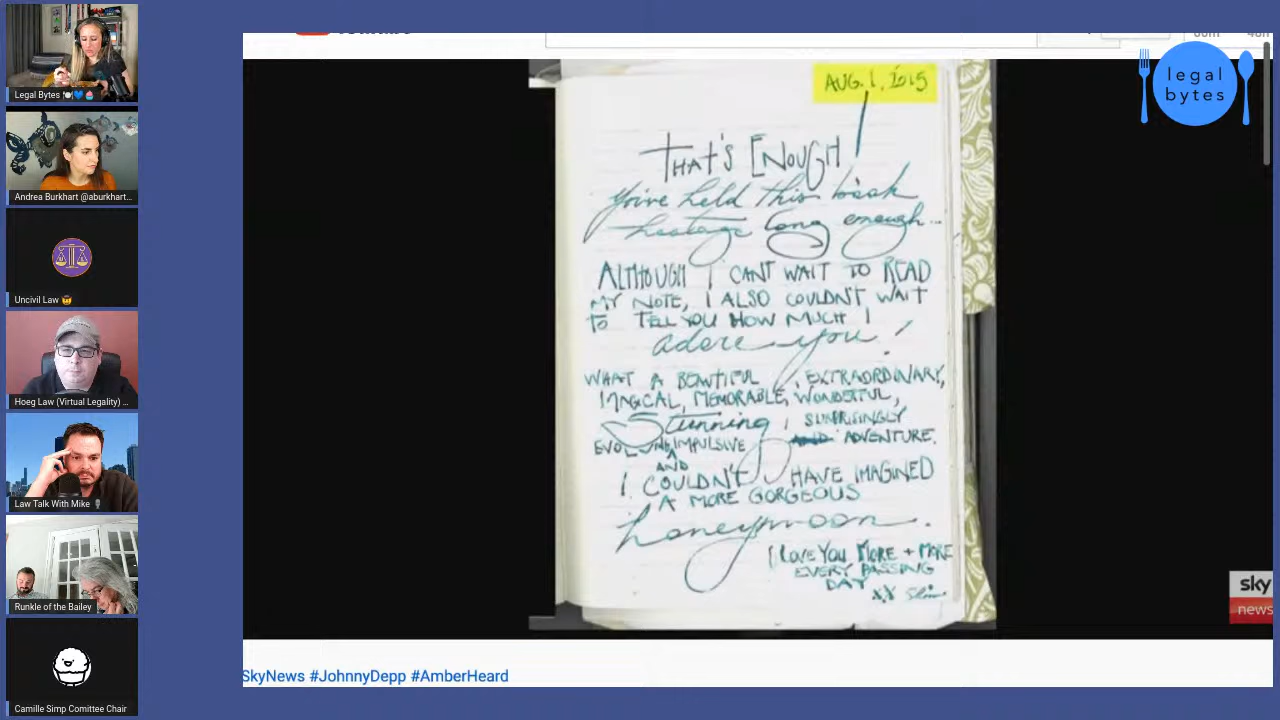 Legal Bytes 🍽️💙🧁
Andrea Burkhart @aburkhart...
Uncivil Law 🤠
Hoeg Law (Virtual Legality) ...
Law Talk With Mike 🎙️
Runkle of the Bailey
Camille Simp Comittee Chair
legal
bytes
AUG. 1, 2015
THAT'S ENOUGH!
You've held this book
hostage long enough...
ALTHOUGH I CAN'T WAIT TO READ
MY NOTE, I ALSO COULDN'T WAIT
TO TELL YOU HOW MUCH I
adore you!
WHAT A BEAUTIFUL, EXTRAORDINARY,
MAGICAL, MEMORABLE, WONDERFUL,
Stunning, SURPRISINGLY
IMPULSIVE ADVENTURE.
AND
I COULDN'T HAVE IMAGINED
A MORE GORGEOUS
honeymoon.
I LOVE YOU MORE + MORE
EVERY PASSING
DAY
XX Slim
sky
news
SkyNews #JohnnyDepp #AmberHeard